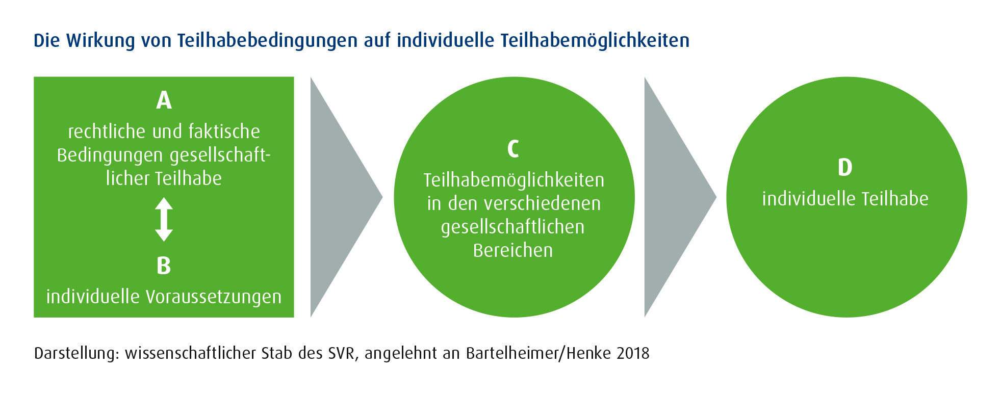 Die Wirkung von Teilhabebedingungen auf individuelle Teilhabemöglichkeiten
A
rechtliche und faktische
Bedingungen gesellschaft-
licher Teilhabe
B
individuelle Voraussetzungen
C
Teilhabemöglichkeiten
in den verschiedenen
gesellschaftlichen
Bereichen
D
individuelle Teilhabe
Darstellung: wissenschaftlicher Stab des SVR, angelehnt an Bartelheimer/Henke 2018